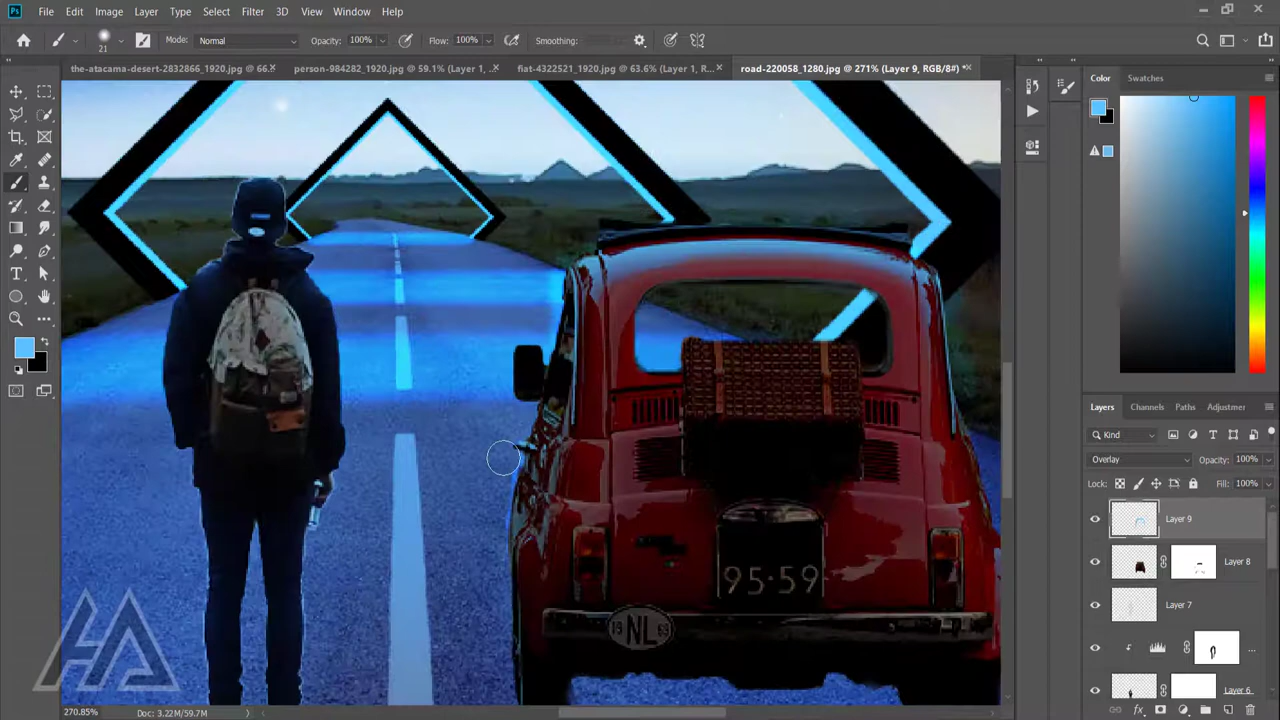 Ps File Edit Image Layer Type Select Filter 3D View Window Help
21 Mode: Normal Opacity: 100% Flow: 100% Smoothing:
the-atacama-desert-2832866_1920.jpg @ 66. × person-984282_1920.jpg @ 59.1% (Layer 1, ... × fiat-4322521_1920.jpg @ 63.6% (Layer 1, R... × road-220058_1280.jpg @ 271% (Layer 9, RGB/8#) * ×
Color Swatches
Layers Channels Paths Adjustmer
Kind
Overlay Opacity: 100%
Lock: Fill: 100%
Layer 9
Layer 8
Layer 7
Layer 6
95-59
NL
HA
270.85% Doc: 3.22M/59.7M